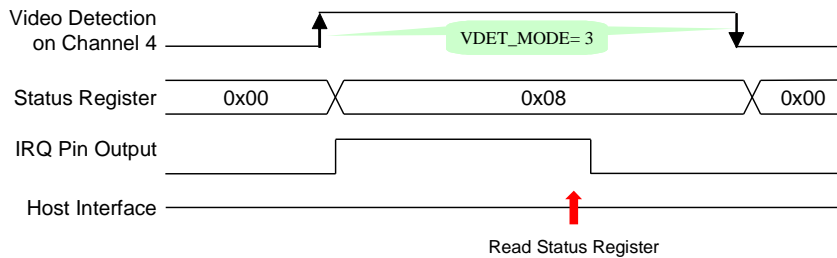 Video Detection
on Channel 4
VDET_MODE= 3
Status Register
0x00
0x08
0x00
IRQ Pin Output
Host Interface
Read Status Register